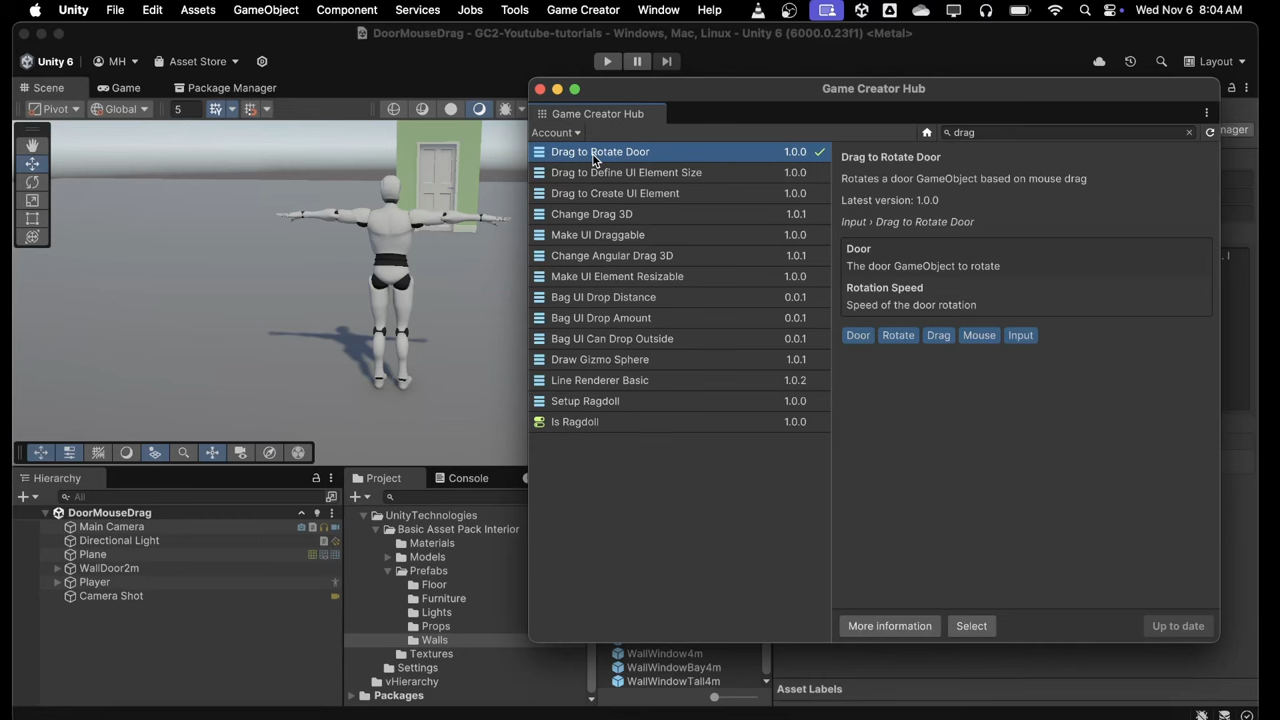 Unity File Edit Assets GameObject Component Services Jobs Tools Game Creator Window Help Wed Nov 6 8:04 AM
DoorMouseDrag - GC2-Youtube-tutorials - Windows, Mac, Linux - Unity 6 (6000.0.23f1) <Metal>
Unity 6 MH Asset Store Layout
Scene Game Package Manager
Pivot Global 5
Game Creator Hub
Game Creator Hub
Account
drag
Drag to Rotate Door 1.0.0
Drag to Define UI Element Size 1.0.0
Drag to Create UI Element 1.0.0
Change Drag 3D 1.0.1
Make UI Draggable 1.0.0
Change Angular Drag 3D 1.0.1
Make UI Element Resizable 1.0.0
Bag UI Drop Distance 0.0.1
Bag UI Drop Amount 0.0.1
Bag UI Can Drop Outside 0.0.1
Draw Gizmo Sphere 1.0.1
Line Renderer Basic 1.0.2
Setup Ragdoll 1.0.0
Is Ragdoll 1.0.0
Drag to Rotate Door
Rotates a door GameObject based on mouse drag
Latest version: 1.0.0
Input › Drag to Rotate Door
Door
The door GameObject to rotate
Rotation Speed
Speed of the door rotation
Door Rotate Drag Mouse Input
More information Select Up to date
Hierarchy
All
DoorMouseDrag
Main Camera
Directional Light
Plane
WallDoor2m
Player
Camera Shot
Project Console
UnityTechnologies
Basic Asset Pack Interior
Materials
Models
Prefabs
Floor
Furniture
Lights
Props
Walls
Textures
Settings
vHierarchy
Packages
WallWindow4m
WallWindowBay4m
WallWindowTall4m
Asset Labels